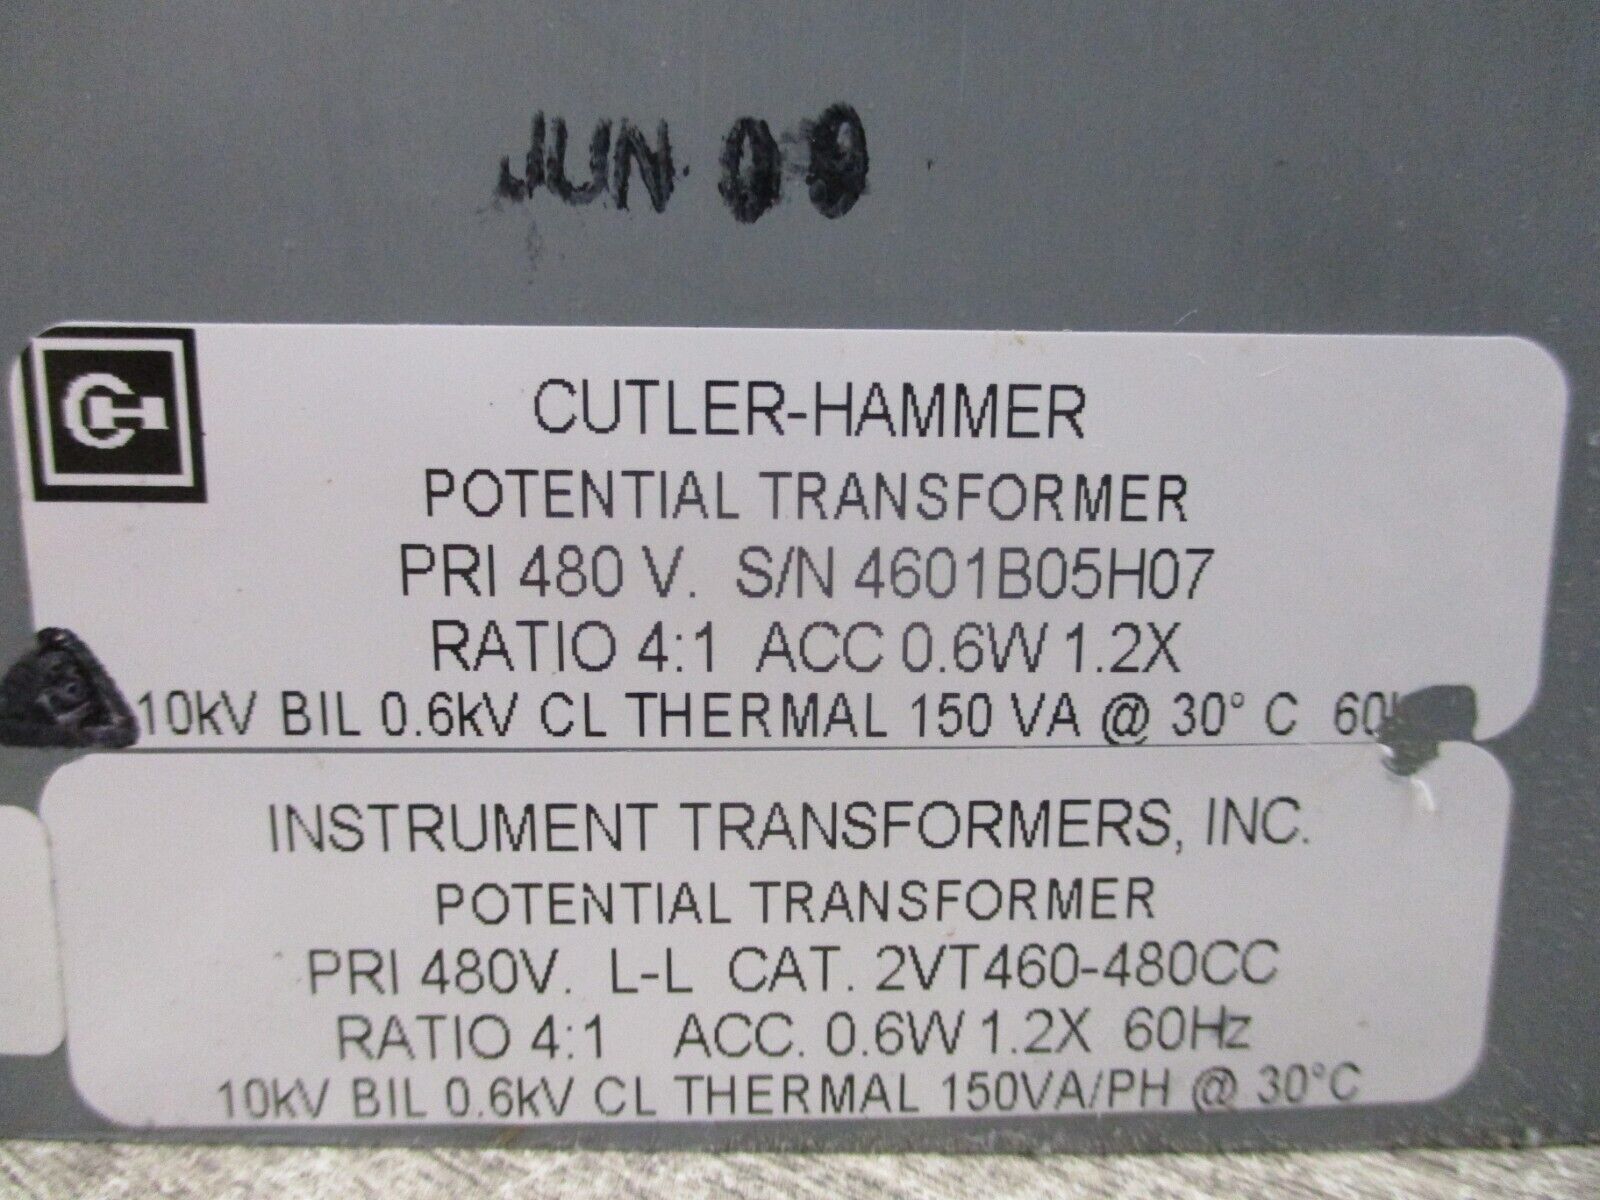 JUN 00
CH
CUTLER-HAMMER
POTENTIAL TRANSFORMER
PRI 480 V. S/N 4601B05H07
RATIO 4:1 ACC 0.6W 1.2X
10kV BIL 0.6kV CL THERMAL 150 VA @ 30° C
INSTRUMENT TRANSFORMERS, INC.
POTENTIAL TRANSFORMER
PRI 480V. L-L CAT. 2VT460-480CC
RATIO 4:1 ACC. 0.6W 1.2X 60Hz
10kV BIL 0.6kV CL THERMAL 150VA/PH @ 30°C